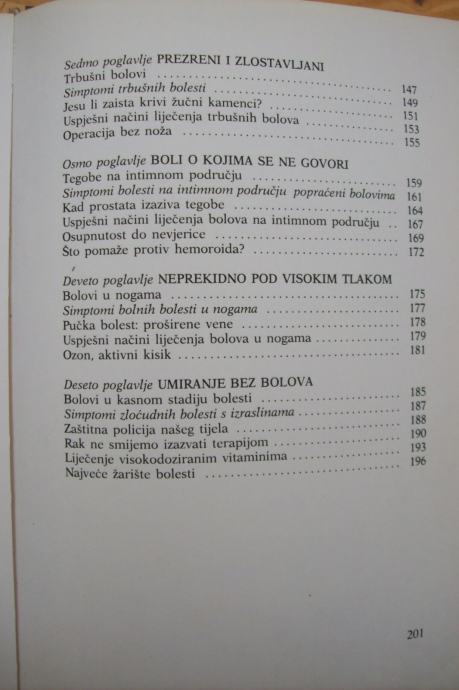 Sedmo poglavlje PREZRENI I ZLOSTAVLJANI
Trbušni bolovi ........ 147
Simptomi trbušnih bolesti ........ 149
Jesu li zaista krivi žučni kamenci? ........ 151
Uspješni načini liječenja trbušnih bolova ........ 153
Operacija bez noža ........ 155
Osmo poglavlje BOLI O KOJIMA SE NE GOVORI
Tegobe na intimnom području ........ 159
Simptomi bolesti na intimnom području popraćeni bolovima 161
Kad prostata izaziva tegobe ........ 164
Uspješni načini liječenja bolova na intimnom području .. 167
Osupnutost do nevjerice ........ 169
Što pomaže protiv hemoroida? ........ 172
Deveto poglavlje NEPREKIDNO POD VISOKIM TLAKOM
Bolovi u nogama ........ 175
Simptomi bolnih bolesti u nogama ........ 177
Pučka bolest: proširene vene ........ 178
Uspješni načini liječenja bolova u nogama ........ 179
Ozon, aktivni kisik ........ 181
Deseto poglavlje UMIRANJE BEZ BOLOVA
Bolovi u kasnom stadiju bolesti ........ 185
Simptomi zloćudnih bolesti s izraslinama ........ 187
Zaštitna policija našeg tijela ........ 188
Rak ne smijemo izazvati terapijom ........ 190
Liječenje visokodoziranim vitaminima ........ 193
Najveće žarište bolesti ........ 196
201